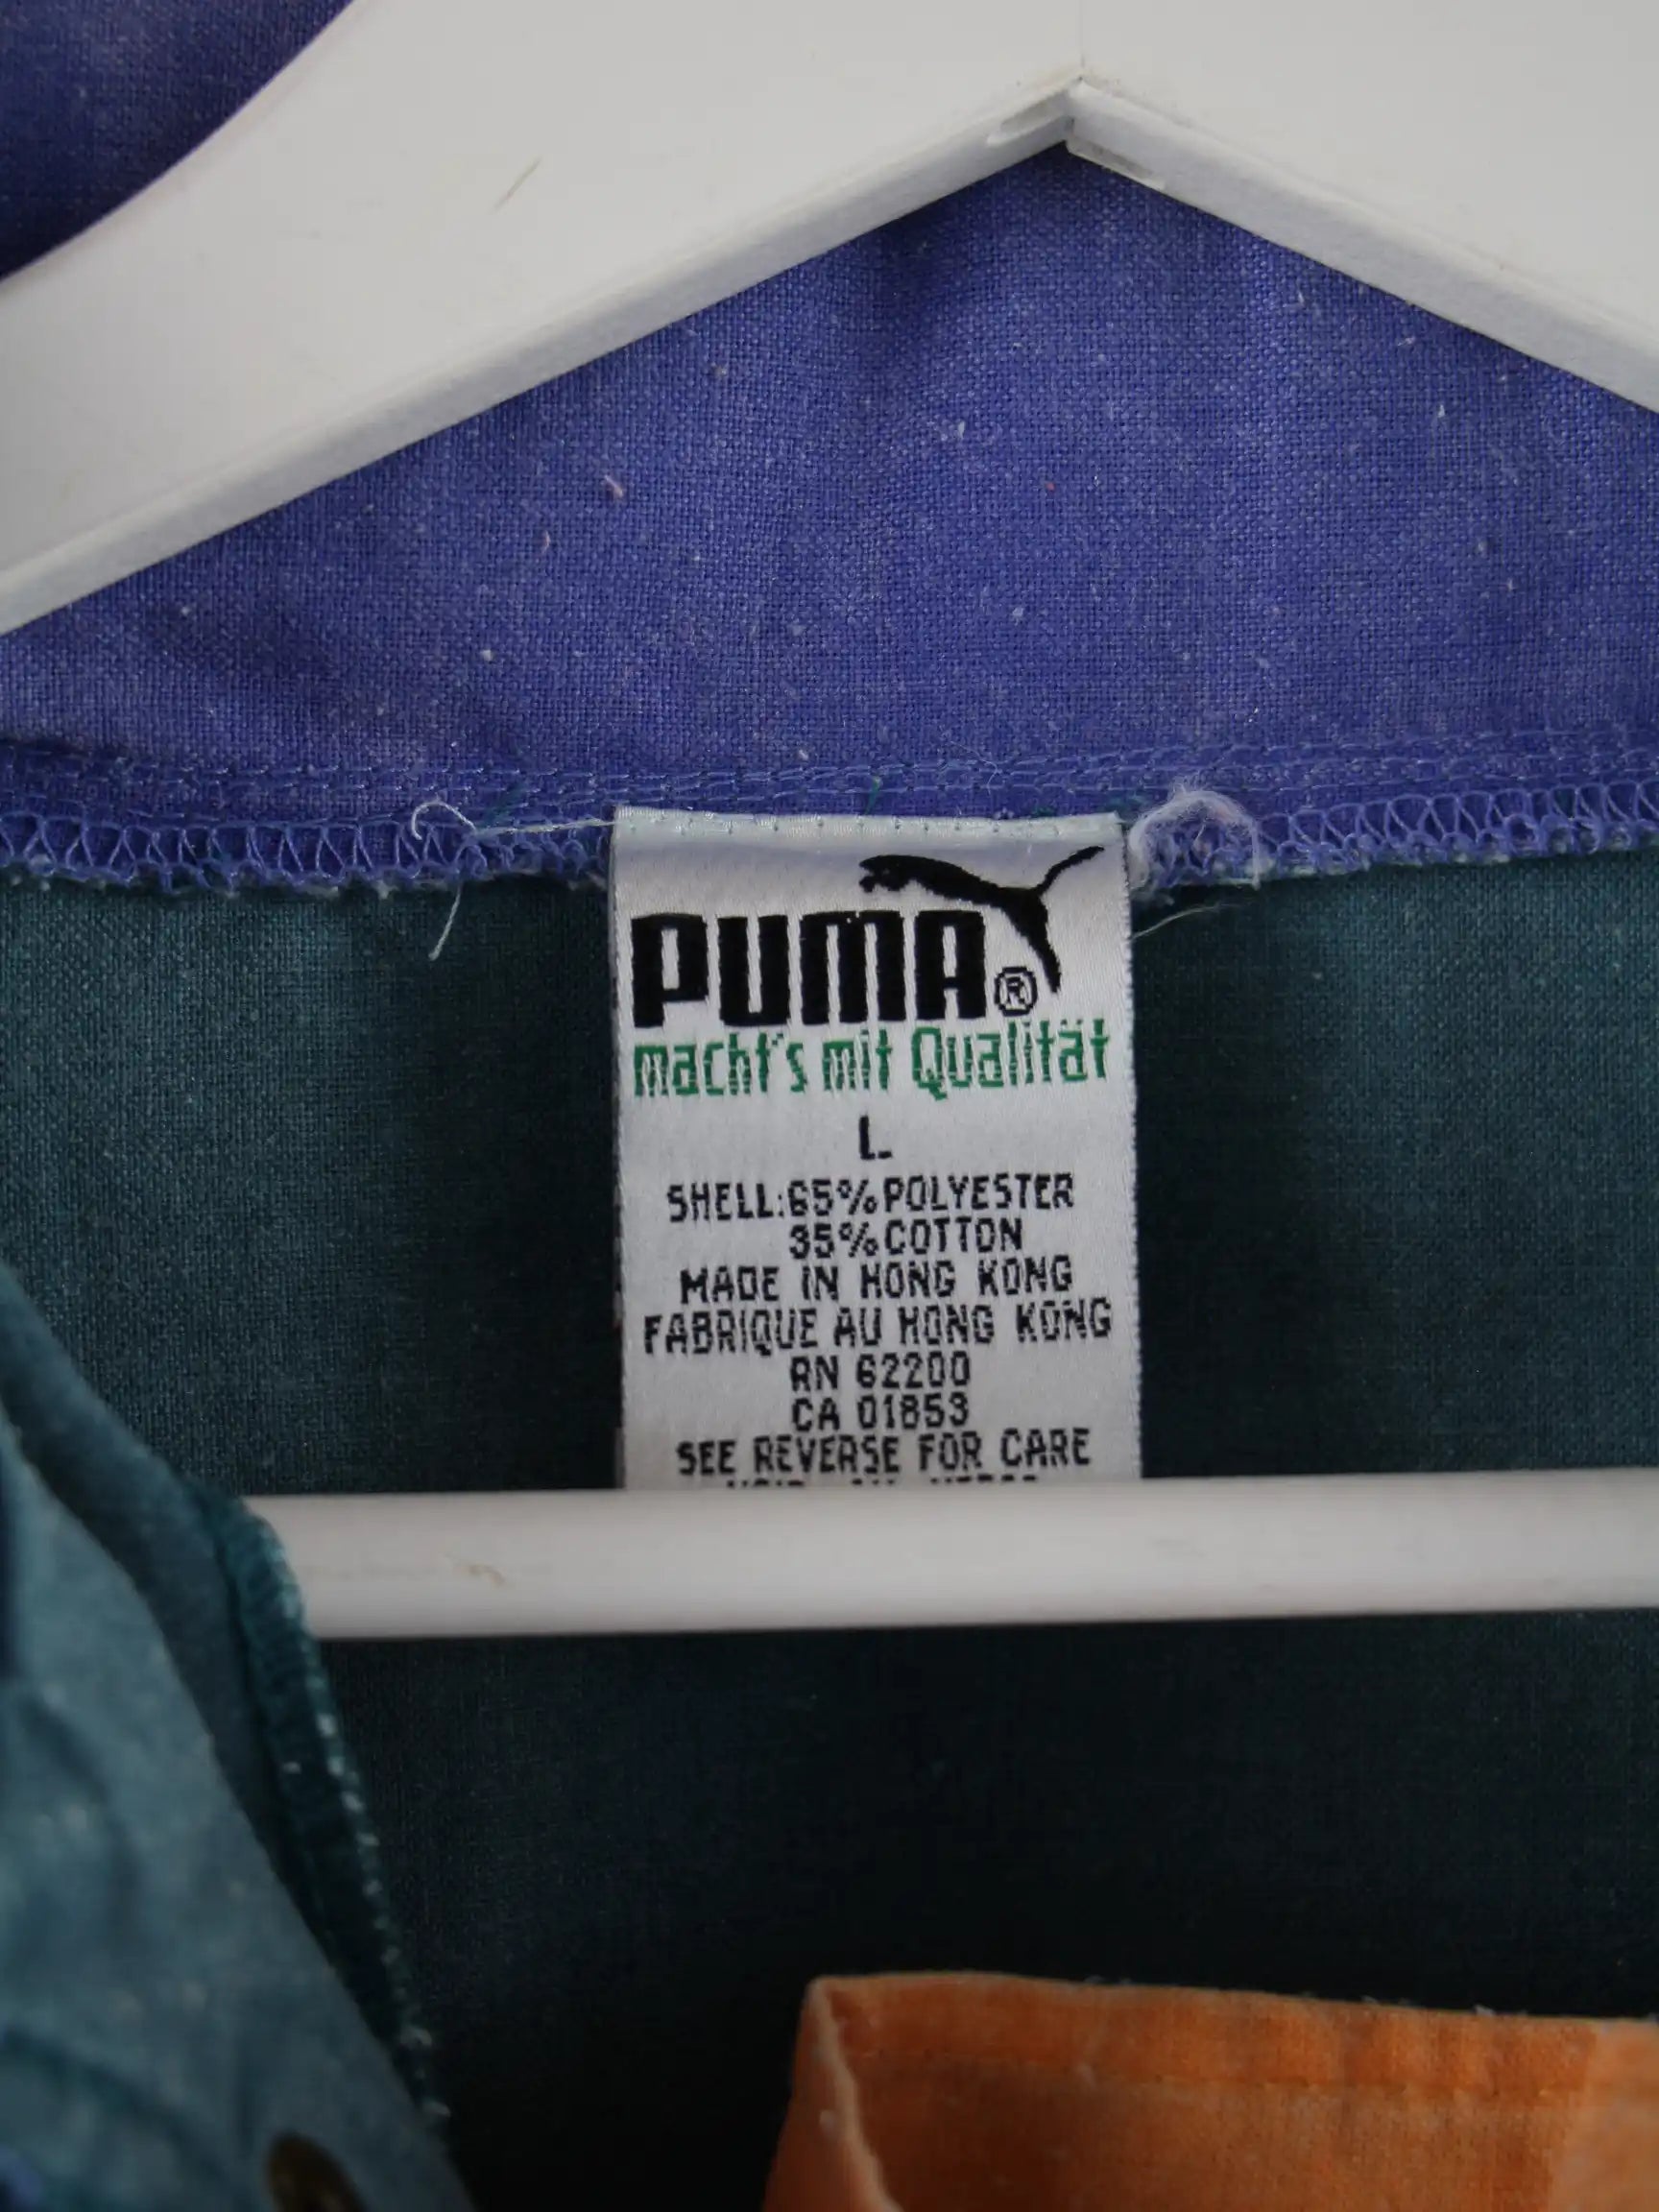 PUMA®
macht's mit Qualität
L
SHELL:65%POLYESTER
35%COTTON
MADE IN HONG KONG
FABRIQUE AU HONG KONG
RN 62200
CA 01853
SEE REVERSE FOR CARE